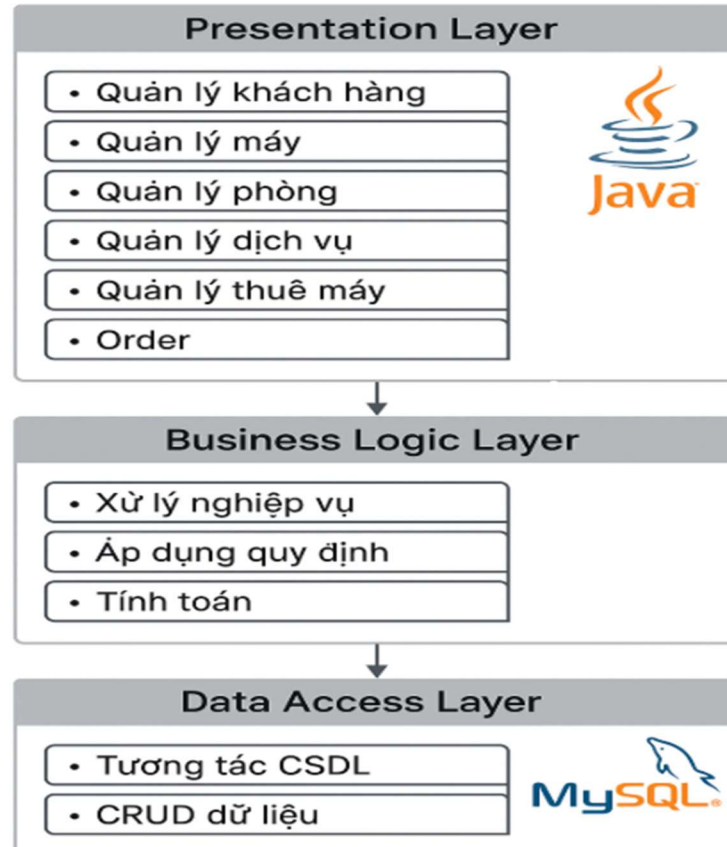 Presentation Layer
• Quản lý khách hàng
• Quản lý máy
• Quản lý phòng
• Quản lý dịch vụ
• Quản lý thuê máy
• Order
Java
Business Logic Layer
• Xử lý nghiệp vụ
• Áp dụng quy định
• Tính toán
Data Access Layer
• Tương tác CSDL
• CRUD dữ liệu
MySQL®